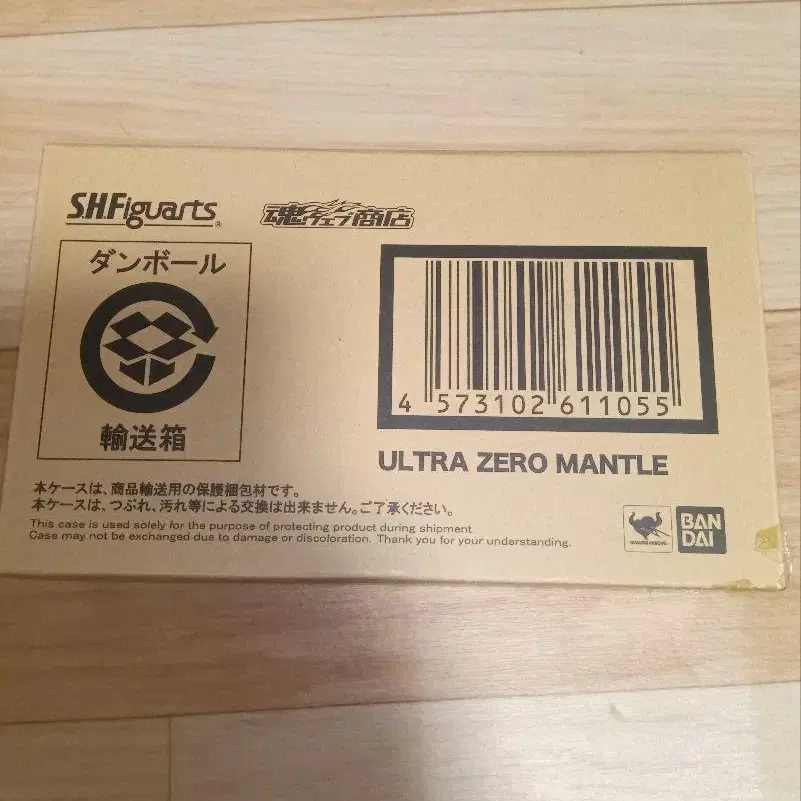 S.H.Figuarts®
魂ウェブ商店
ダンボール
輸送箱
4 573102 611055
ULTRA ZERO MANTLE
本ケースは、商品輸送用の保護梱包材です。
本ケースは、つぶれ、汚れ等による交換は出来ません。ご了承ください。
This case is used solely for the purpose of protecting product during shipment.
Case may not be exchanged due to damage or discoloration. Thank you for your understanding.
BAN
DAI